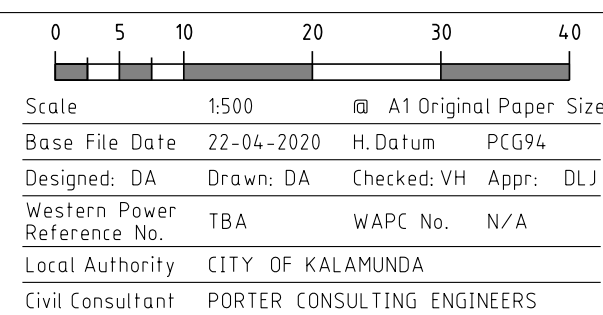 0 5 10 20 30 40
Scale 1:500 @ A1 Original Paper Size
Base File Date 22-04-2020 H.Datum PCG94
Designed: DA Drawn: DA Checked: VH Appr: DLJ
Western Power
Reference No. TBA WAPC No. N/A
Local Authority CITY OF KALAMUNDA
Civil Consultant PORTER CONSULTING ENGINEERS